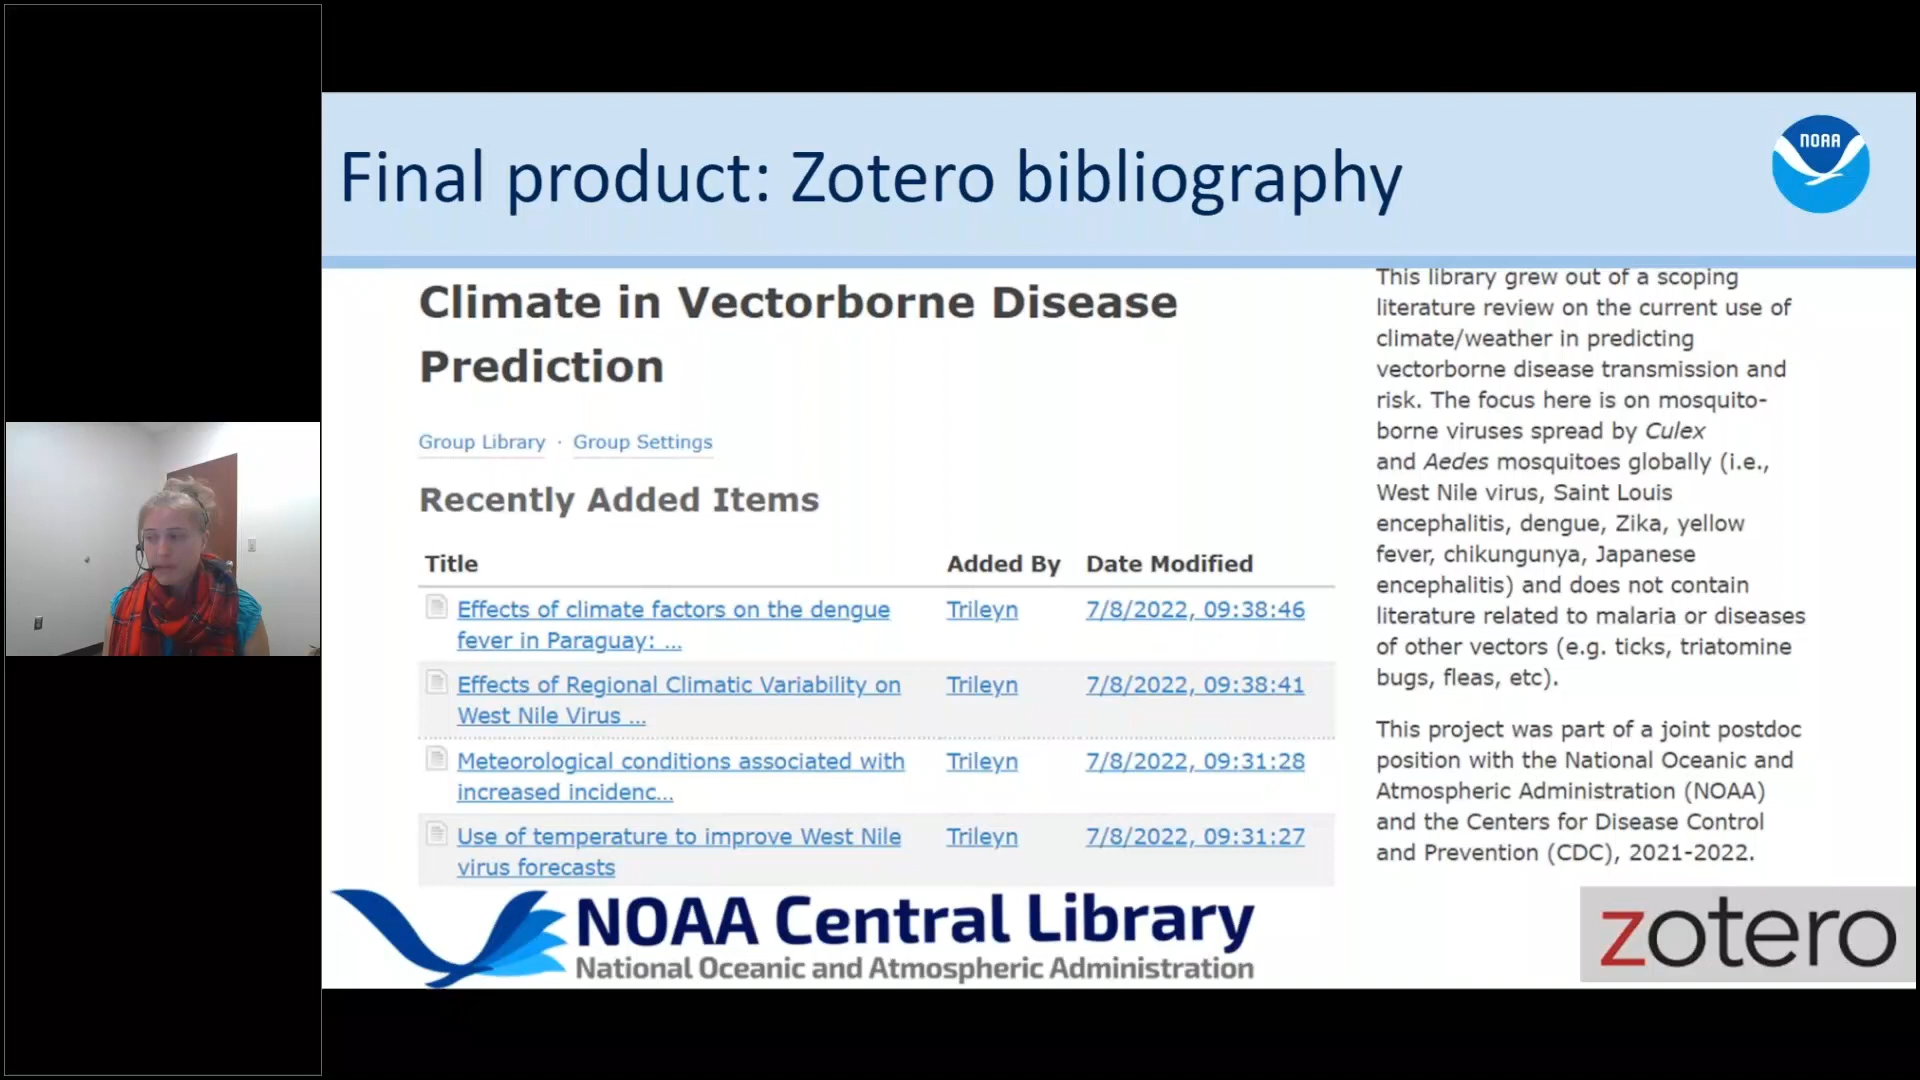 Final product: Zotero bibliography
NOAA
Climate in Vectorborne Disease
Prediction
Group Library · Group Settings
Recently Added Items
Title Added By Date Modified
Effects of climate factors on the dengue
fever in Paraguay: ...
Trileyn 7/8/2022, 09:38:46
Effects of Regional Climatic Variability on
West Nile Virus ...
Trileyn 7/8/2022, 09:38:41
Meteorological conditions associated with
increased incidenc...
Trileyn 7/8/2022, 09:31:28
Use of temperature to improve West Nile
virus forecasts
Trileyn 7/8/2022, 09:31:27
This library grew out of a scoping
literature review on the current use of
climate/weather in predicting
vectorborne disease transmission and
risk. The focus here is on mosquito-
borne viruses spread by Culex
and Aedes mosquitoes globally (i.e.,
West Nile virus, Saint Louis
encephalitis, dengue, Zika, yellow
fever, chikungunya, Japanese
encephalitis) and does not contain
literature related to malaria or diseases
of other vectors (e.g. ticks, triatomine
bugs, fleas, etc).
This project was part of a joint postdoc
position with the National Oceanic and
Atmospheric Administration (NOAA)
and the Centers for Disease Control
and Prevention (CDC), 2021-2022.
NOAA Central Library
National Oceanic and Atmospheric Administration
zotero